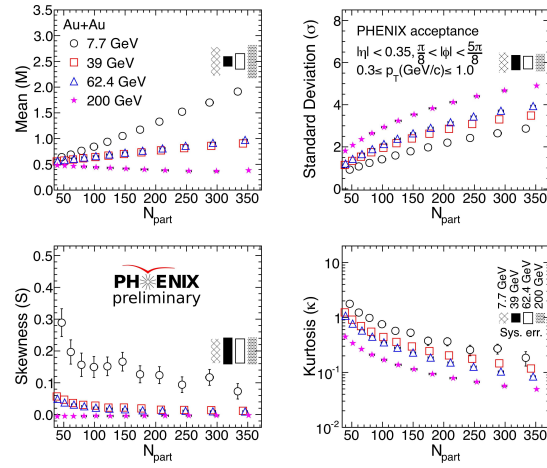 Au+Au
7.7 GeV
39 GeV
62.4 GeV
200 GeV
Mean (M)
3.5
3.0
2.5
2.0
1.5
1.0
0.5
0.0
50 100 150 200 250 300 350
N_part
PHENIX acceptance
|η| < 0.35, π/8 < |ϕ| < 5π/8
0.3≤ p_T(GeV/c)≤ 1.0
Standard Deviation (σ)
8
6
4
2
0
50 100 150 200 250 300 350
N_part
PHENIX
preliminary
Skewness (S)
0.5
0.4
0.3
0.2
0.1
0.0
50 100 150 200 250 300 350
N_part
7.7 GeV
39 GeV
62.4 GeV
200 GeV
Sys. err.
Kurtosis (κ)
10
1
10⁻¹
10⁻²
50 100 150 200 250 300 350
N_part